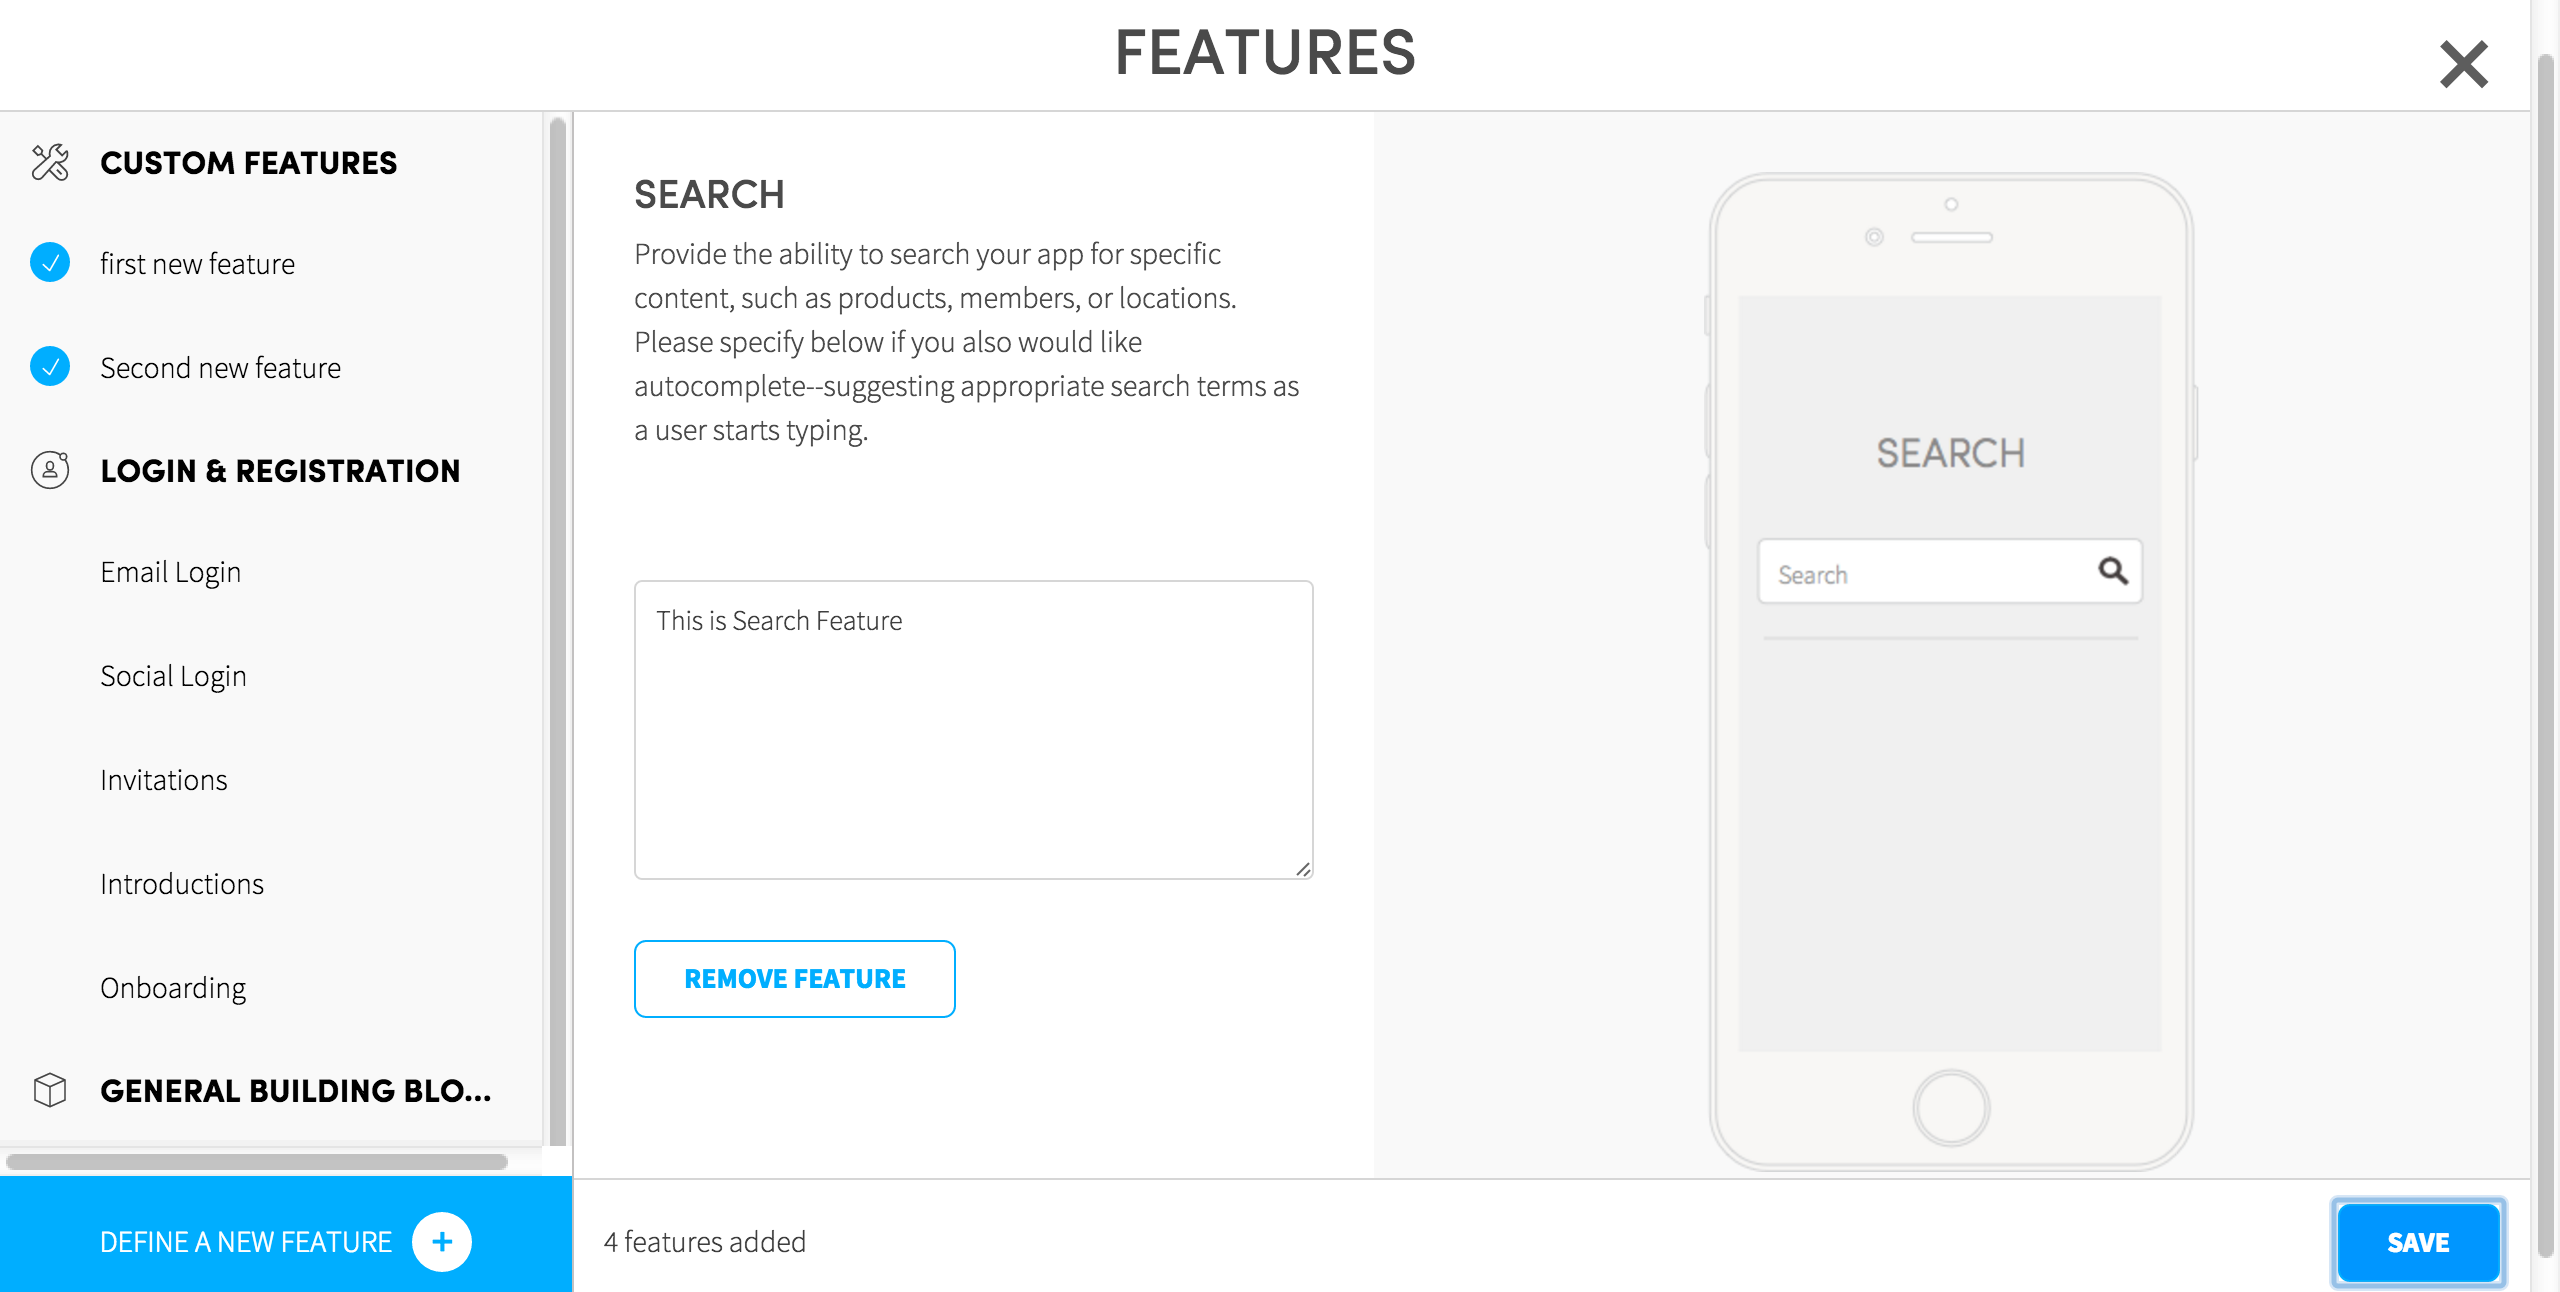 FEATURES
CUSTOM FEATURES
first new feature
Second new feature
LOGIN & REGISTRATION
Email Login
Social Login
Invitations
Introductions
Onboarding
GENERAL BUILDING BLO...
DEFINE A NEW FEATURE
SEARCH
Provide the ability to search your app for specific
content, such as products, members, or locations.
Please specify below if you also would like
autocomplete--suggesting appropriate search terms as
a user starts typing.
This is Search Feature
REMOVE FEATURE
SEARCH
Search
4 features added
SAVE